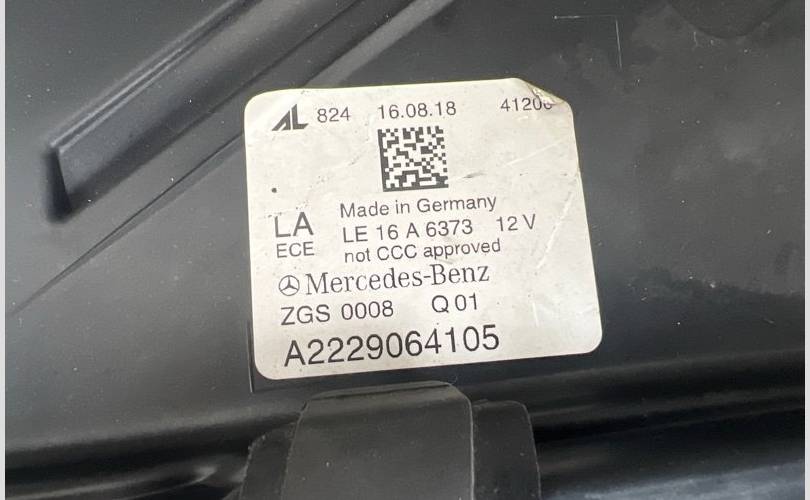 AL 824 16.08.18 41206
LA Made in Germany
ECE LE 16 A 6373 12 V
not CCC approved
Mercedes-Benz
ZGS 0008 Q 01
A2229064105